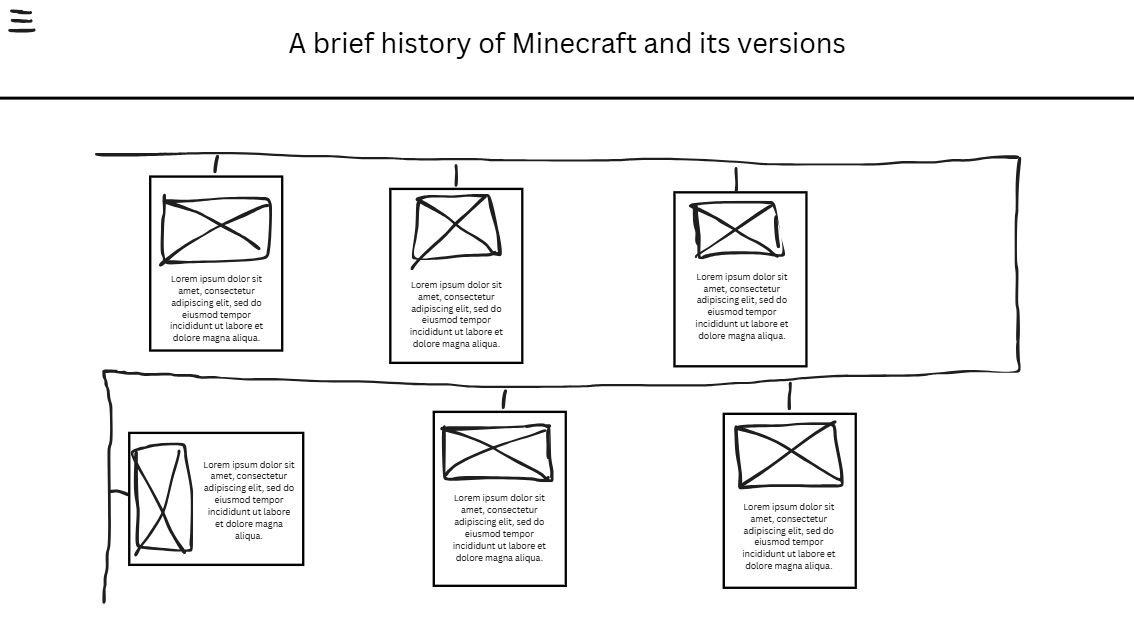 A brief history of Minecraft and its versions
Lorem ipsum dolor sit
amet, consectetur
adipiscing elit, sed do
eiusmod tempor
incididunt ut labore et
dolore magna aliqua.
Lorem ipsum dolor sit
amet, consectetur
adipiscing elit, sed do
eiusmod tempor
incididunt ut labore et
dolore magna aliqua.
Lorem ipsum dolor sit
amet, consectetur
adipiscing elit, sed do
eiusmod tempor
incididunt ut labore et
dolore magna aliqua.
Lorem ipsum dolor sit
amet, consectetur
adipiscing elit, sed do
eiusmod tempor
incididunt ut labore
et dolore magna
aliqua.
Lorem ipsum dolor sit
amet, consectetur
adipiscing elit, sed do
eiusmod tempor
incididunt ut labore et
dolore magna aliqua.
Lorem ipsum dolor sit
amet, consectetur
adipiscing elit, sed do
eiusmod tempor
incididunt ut labore et
dolore magna aliqua.